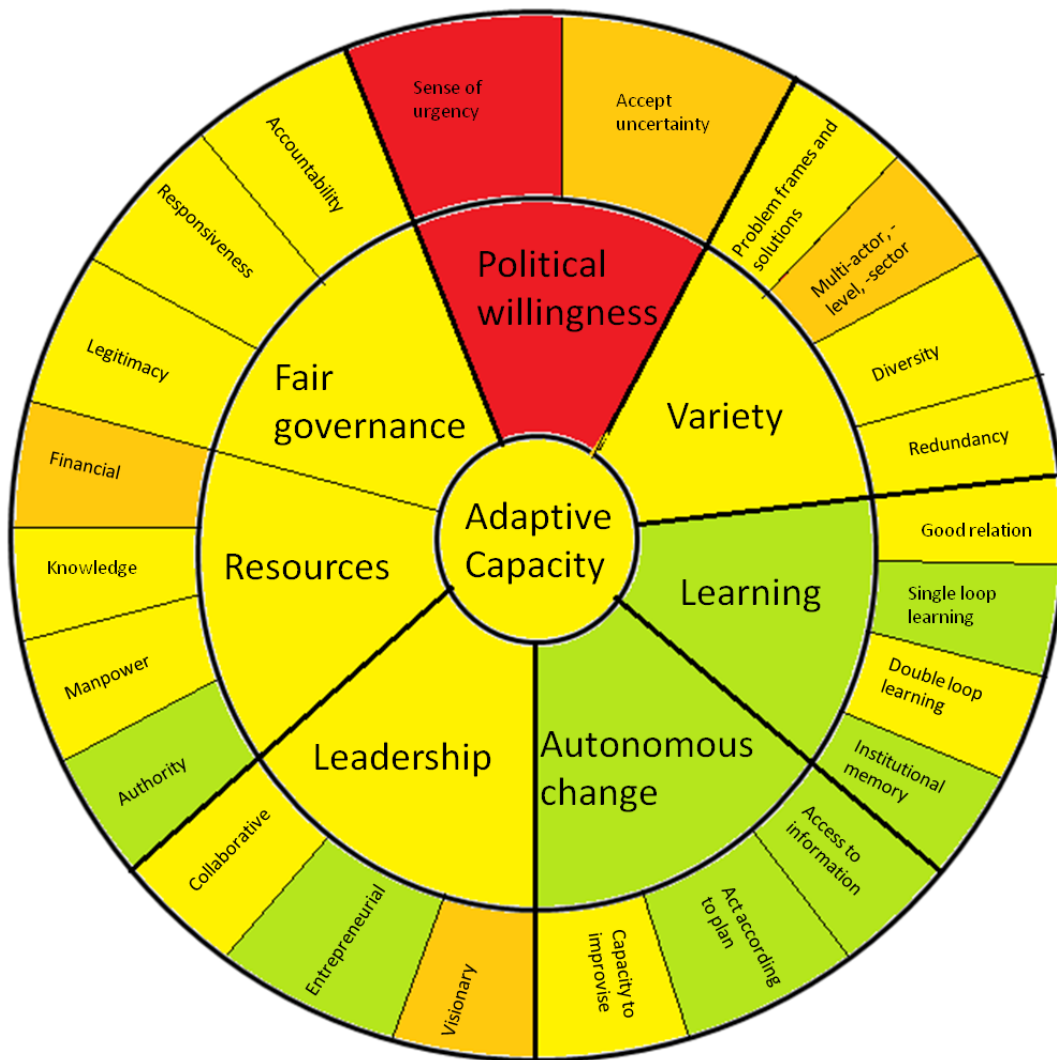 Adaptive
Capacity
Political
willingness
Variety
Learning
Autonomous
change
Leadership
Resources
Fair
governance
Sense of
urgency
Accept
uncertainty
Problem frames and
solutions
Multi-actor, -
level, -sector
Diversity
Redundancy
Good relation
Single loop
learning
Double loop
learning
Institutional
memory
Access to
information
Act according
to plan
Capacity to
improvise
Visionary
Entrepreneurial
Collaborative
Authority
Manpower
Knowledge
Financial
Legitimacy
Responsiveness
Accountability